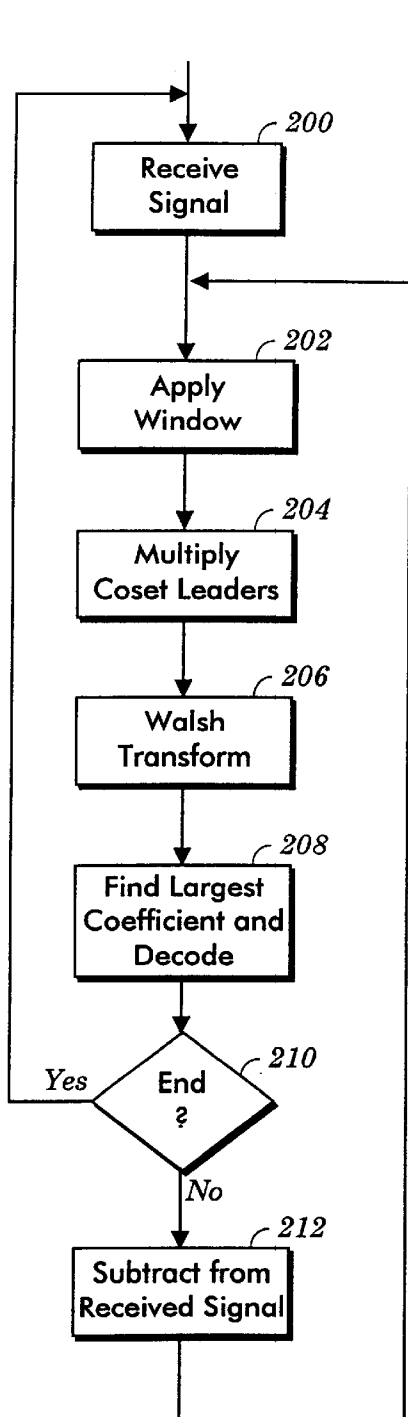 200
Receive
Signal
202
Apply
Window
204
Multiply
Coset Leaders
206
Walsh
Transform
208
Find Largest
Coefficient and
Decode
210
Yes
End
?
No
212
Subtract from
Received Signal